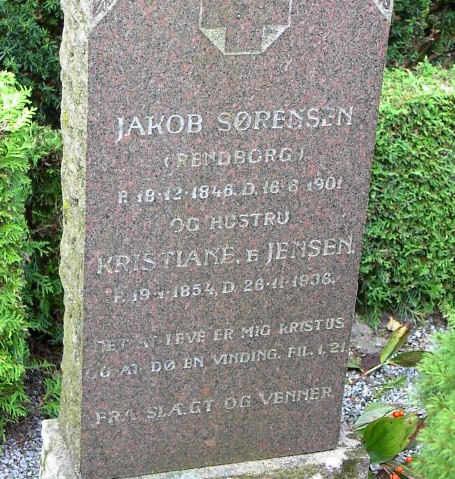 JAKOB SØRENSEN
(RENDBORG)
F. 18-12-1846. D. 16-6-1901
OG HUSTRU
KRISTIANE, F. JENSEN.
F. 19-1-1854, D. 26-11-1936.
DET AT LEVE ER MIG KRISTUS
OG AT DØ EN VINDING. FIL. 1. 21.
FRA SLÆGT OG VENNER.